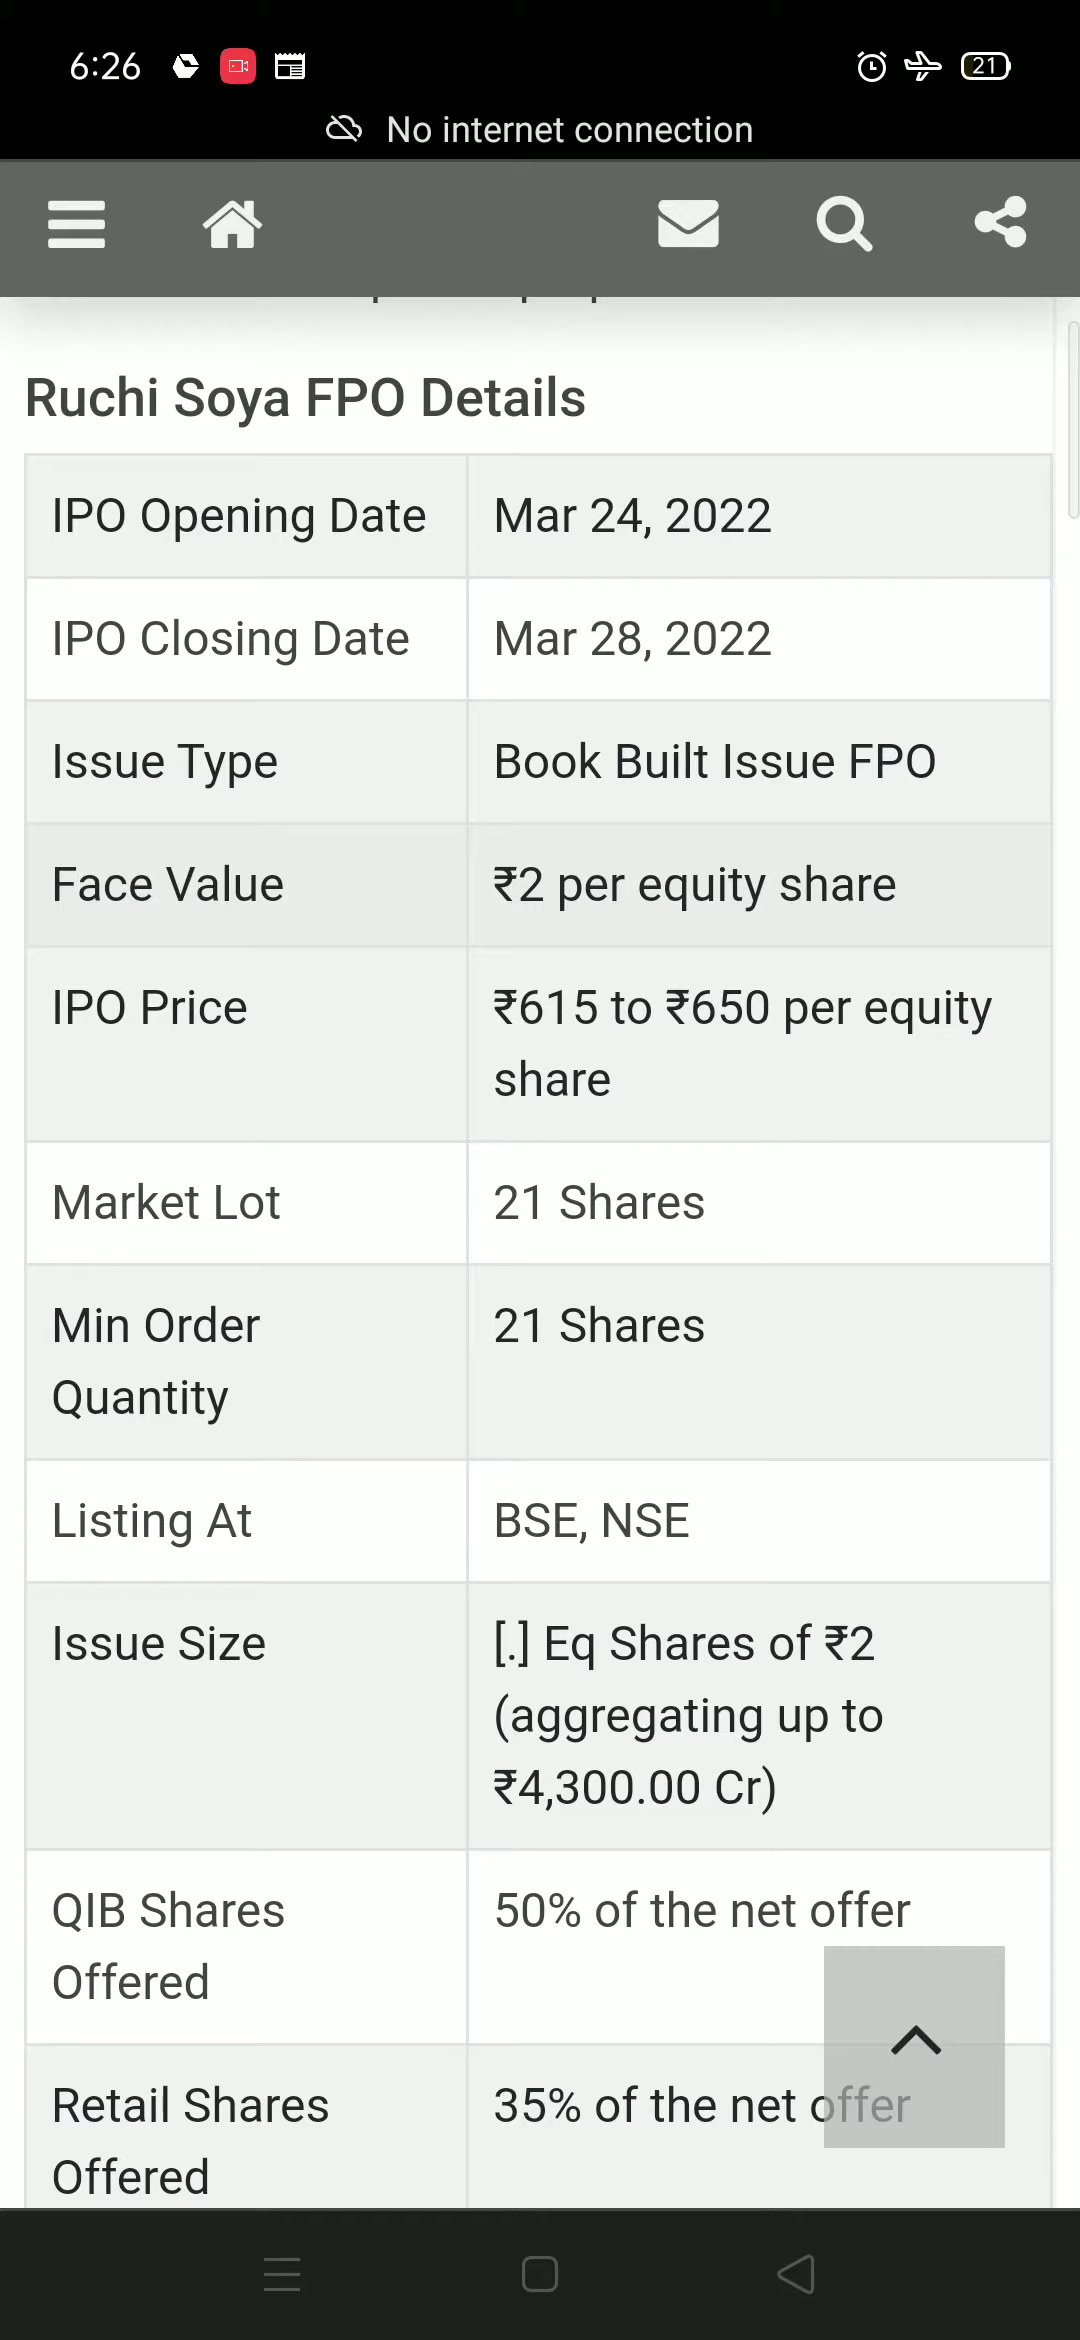 6:26
21
No internet connection
Ruchi Soya FPO Details
IPO Opening Date
Mar 24, 2022
IPO Closing Date
Mar 28, 2022
Issue Type
Book Built Issue FPO
Face Value
₹2 per equity share
IPO Price
₹615 to ₹650 per equity
share
Market Lot
21 Shares
Min Order
Quantity
21 Shares
Listing At
BSE, NSE
Issue Size
[.] Eq Shares of ₹2
(aggregating up to
₹4,300.00 Cr)
QIB Shares
Offered
50% of the net offer
Retail Shares
Offered
35% of the net offer